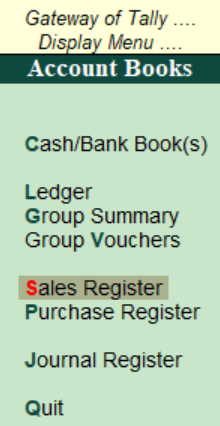 Gateway of Tally ....
Display Menu ....
Account Books
Cash/Bank Book(s)
Ledger
Group Summary
Group Vouchers
Sales Register
Purchase Register
Journal Register
Quit